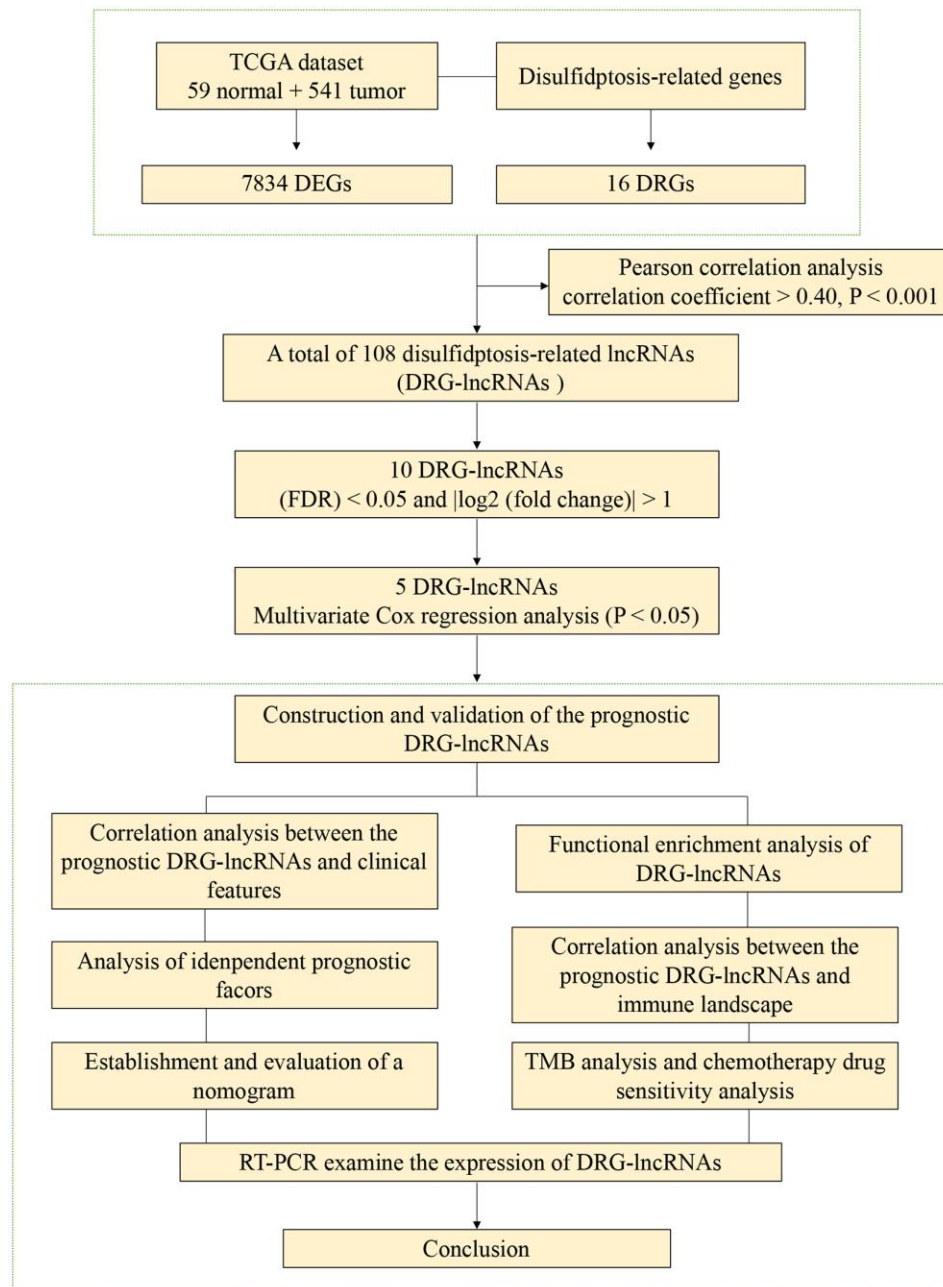 TCGA dataset
59 normal + 541 tumor
Disulfidptosis-related genes
7834 DEGs
16 DRGs
Pearson correlation analysis
correlation coefficient > 0.40, P < 0.001
A total of 108 disulfidptosis-related lncRNAs
(DRG-lncRNAs )
10 DRG-lncRNAs
(FDR) < 0.05 and |log2 (fold change)| > 1
5 DRG-lncRNAs
Multivariate Cox regression analysis (P < 0.05)
Construction and validation of the prognostic
DRG-lncRNAs
Correlation analysis between the
prognostic DRG-lncRNAs and clinical
features
Analysis of idenpendent prognostic
facors
Establishment and evaluation of a
nomogram
Functional enrichment analysis of
DRG-lncRNAs
Correlation analysis between the
prognostic DRG-lncRNAs and
immune landscape
TMB analysis and chemotherapy drug
sensitivity analysis
RT-PCR examine the expression of DRG-lncRNAs
Conclusion